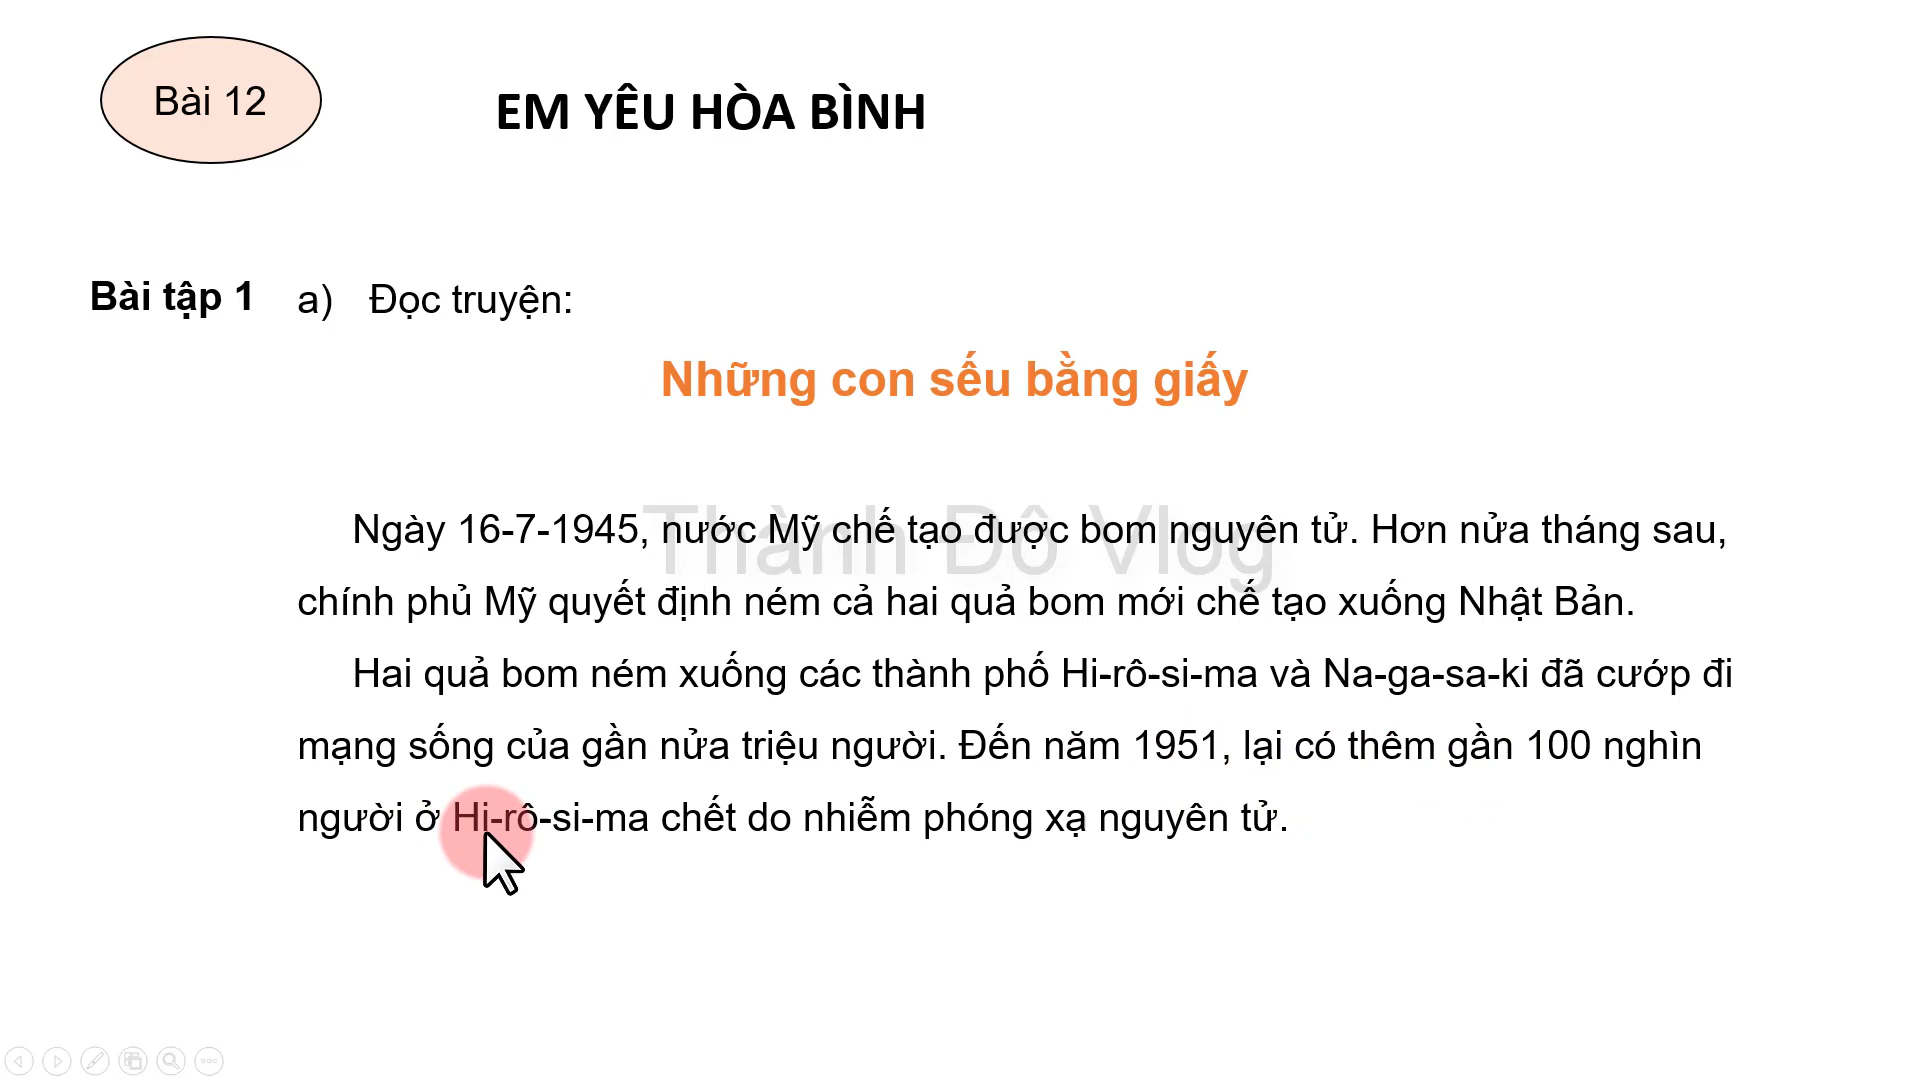 Bài 12
EM YÊU HÒA BÌNH
Bài tập 1 a) Đọc truyện:
Những con sếu bằng giấy
Thành Đô Vlog
Ngày 16-7-1945, nước Mỹ chế tạo được bom nguyên tử. Hơn nửa tháng sau,
chính phủ Mỹ quyết định ném cả hai quả bom mới chế tạo xuống Nhật Bản.
Hai quả bom ném xuống các thành phố Hi-rô-si-ma và Na-ga-sa-ki đã cướp đi
mạng sống của gần nửa triệu người. Đến năm 1951, lại có thêm gần 100 nghìn
người ở Hi-rô-si-ma chết do nhiễm phóng xạ nguyên tử.